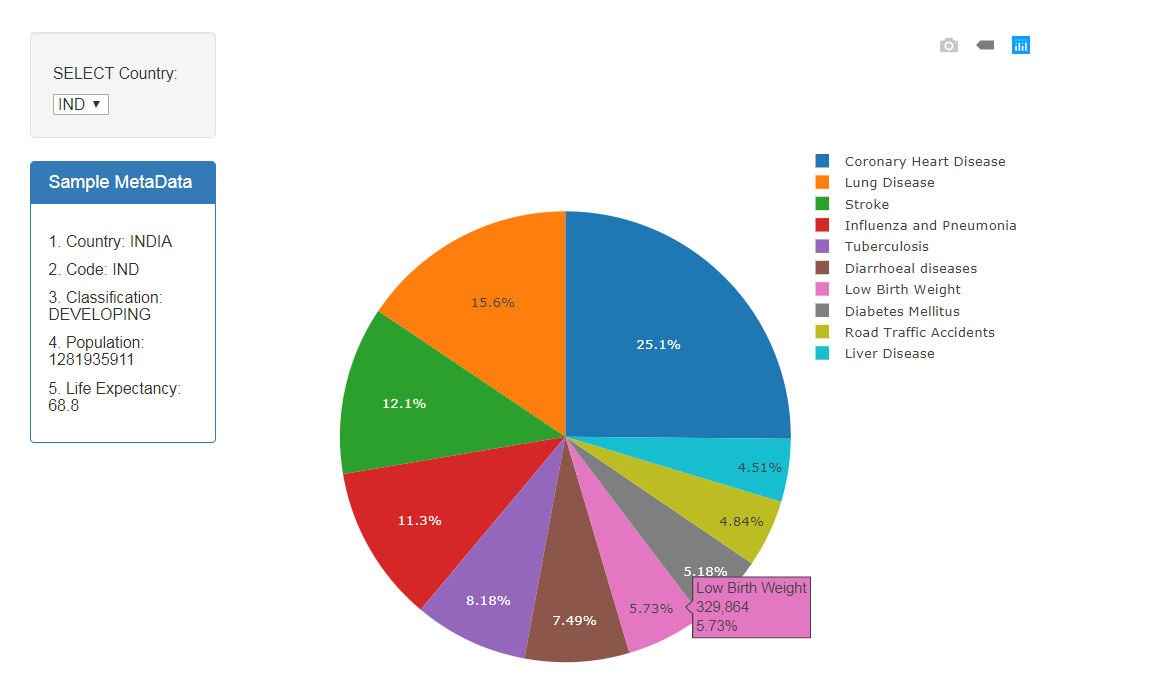 SELECT Country:
IND ▼
Sample MetaData
1. Country: INDIA
2. Code: IND
3. Classification:
DEVELOPING
4. Population:
1281935911
5. Life Expectancy:
68.8
Coronary Heart Disease
Lung Disease
Stroke
Influenza and Pneumonia
Tuberculosis
Diarrhoeal diseases
Low Birth Weight
Diabetes Mellitus
Road Traffic Accidents
Liver Disease
15.6%
25.1%
12.1%
4.51%
11.3%
4.84%
5.18%
8.18%
5.73%
7.49%
Low Birth Weight
329,864
5.73%